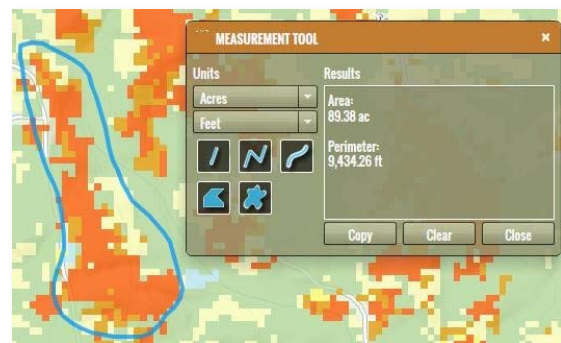 MEASUREMENT TOOL
Units
Acres
Feet
Results
Area:
89.38 ac
Perimeter:
9,434.26 ft
Copy
Clear
Close